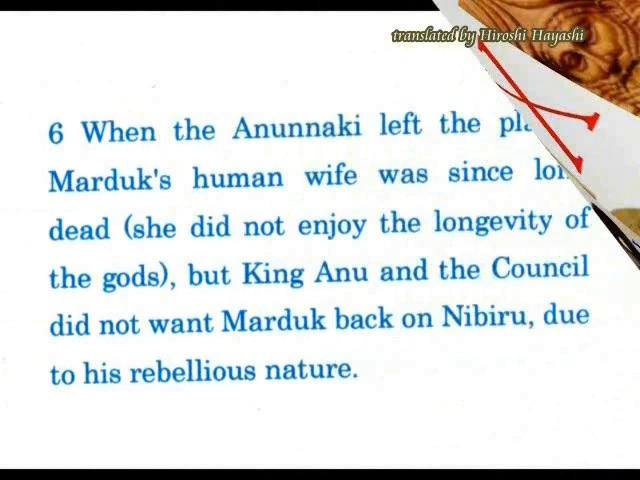 translated by Hiroshi Hayashi
6 When the Anunnaki left the
Marduk's human wife was since
dead (she did not enjoy the longevity of
the gods), but King Anu and the Council
did not want Marduk back on Nibiru, due
to his rebellious nature.